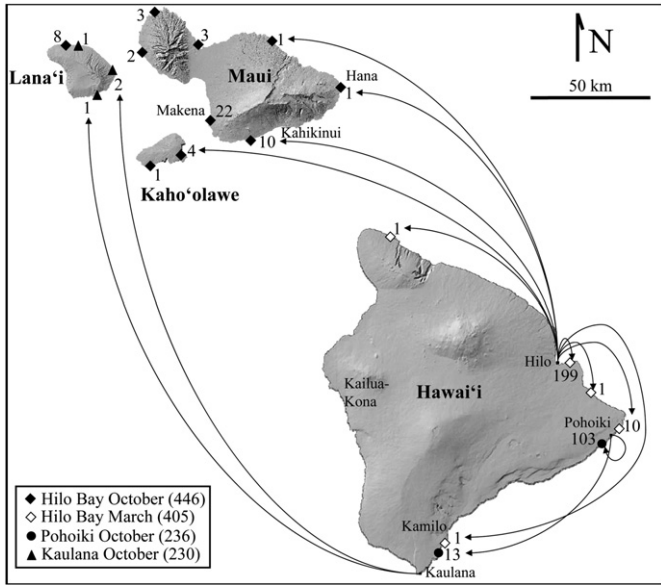 3
3
N
8
1
1
Lana‘i
2
Maui
Hana
2
1
50 km
1
Makena
22
Kahikinui
10
4
1
Kaho‘olawe
1
Hilo
199
Kailua-
Kona
Hawai‘i
1
Pohoiki
10
103
Kamilo
1
13
Kaulana
Hilo Bay October (446)
Hilo Bay March (405)
Pohoiki October (236)
Kaulana October (230)